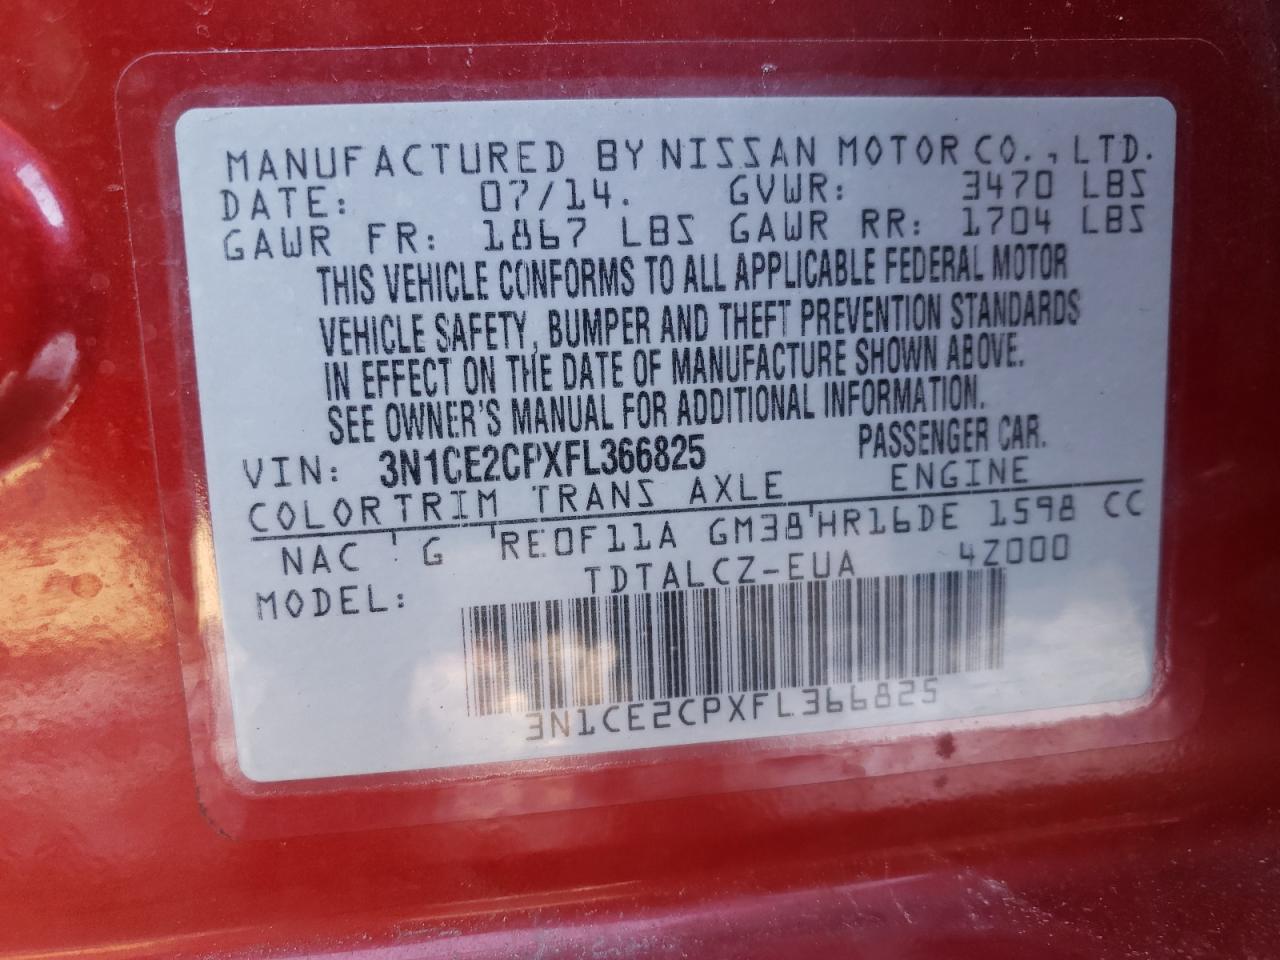 MANUFACTURED BY NISSAN MOTOR CO., LTD.
DATE: 07/14. GVWR: 3470 LBS
GAWR FR: 1867 LBS GAWR RR: 1704 LBS
THIS VEHICLE CONFORMS TO ALL APPLICABLE FEDERAL MOTOR
VEHICLE SAFETY, BUMPER AND THEFT PREVENTION STANDARDS
IN EFFECT ON THE DATE OF MANUFACTURE SHOWN ABOVE.
SEE OWNER'S MANUAL FOR ADDITIONAL INFORMATION.
VIN: 3N1CE2CPXFL366825 PASSENGER CAR.
COLOR TRIM TRANS AXLE ENGINE
NAC G RE0F11A GM38 HR16DE 1598 CC
MODEL: TDTALCZ-EUA 4Z000
3N1CE2CPXFL366825